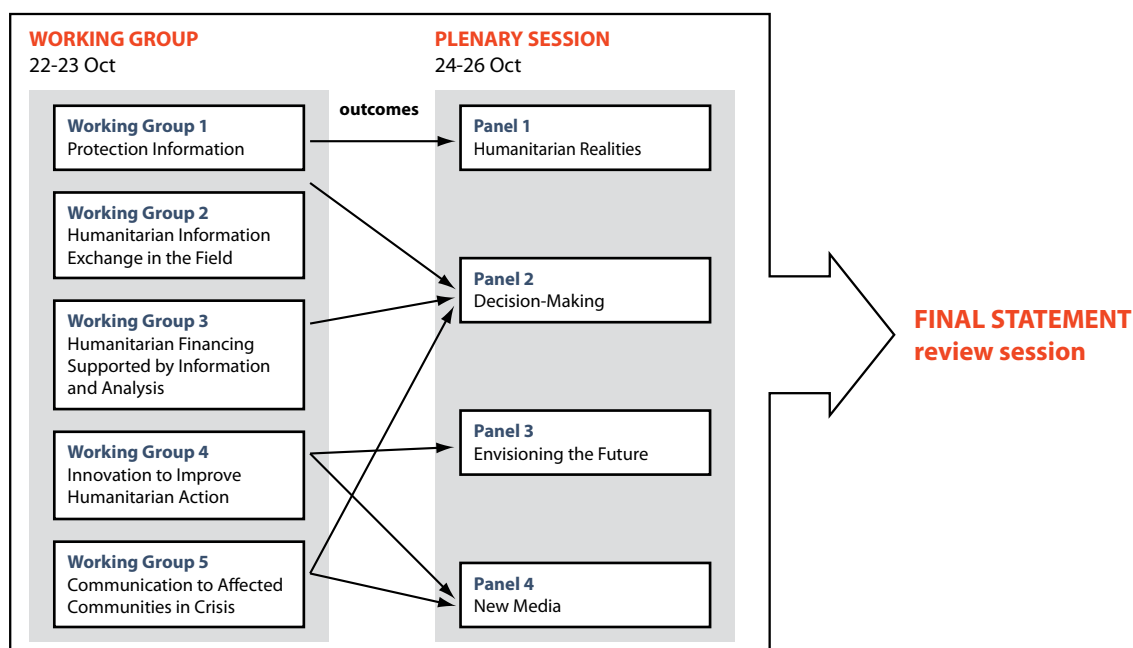 WORKING GROUP
22-23 Oct
Working Group 1
Protection Information
Working Group 2
Humanitarian Information
Exchange in the Field
Working Group 3
Humanitarian Financing
Supported by Information
and Analysis
Working Group 4
Innovation to Improve
Humanitarian Action
Working Group 5
Communication to Affected
Communities in Crisis
outcomes
PLENARY SESSION
24-26 Oct
Panel 1
Humanitarian Realities
Panel 2
Decision-Making
Panel 3
Envisioning the Future
Panel 4
New Media
FINAL STATEMENT
review session